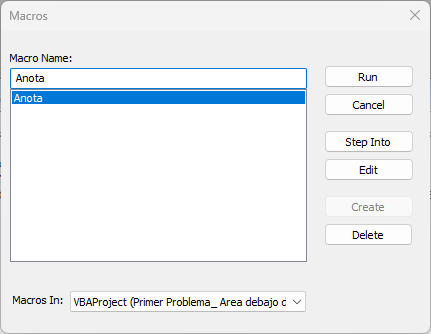 Macros
Macro Name:
Anota
Anota
Run
Cancel
Step Into
Edit
Create
Delete
Macros In:
VBAProject (Primer Problema_ Area debajo d